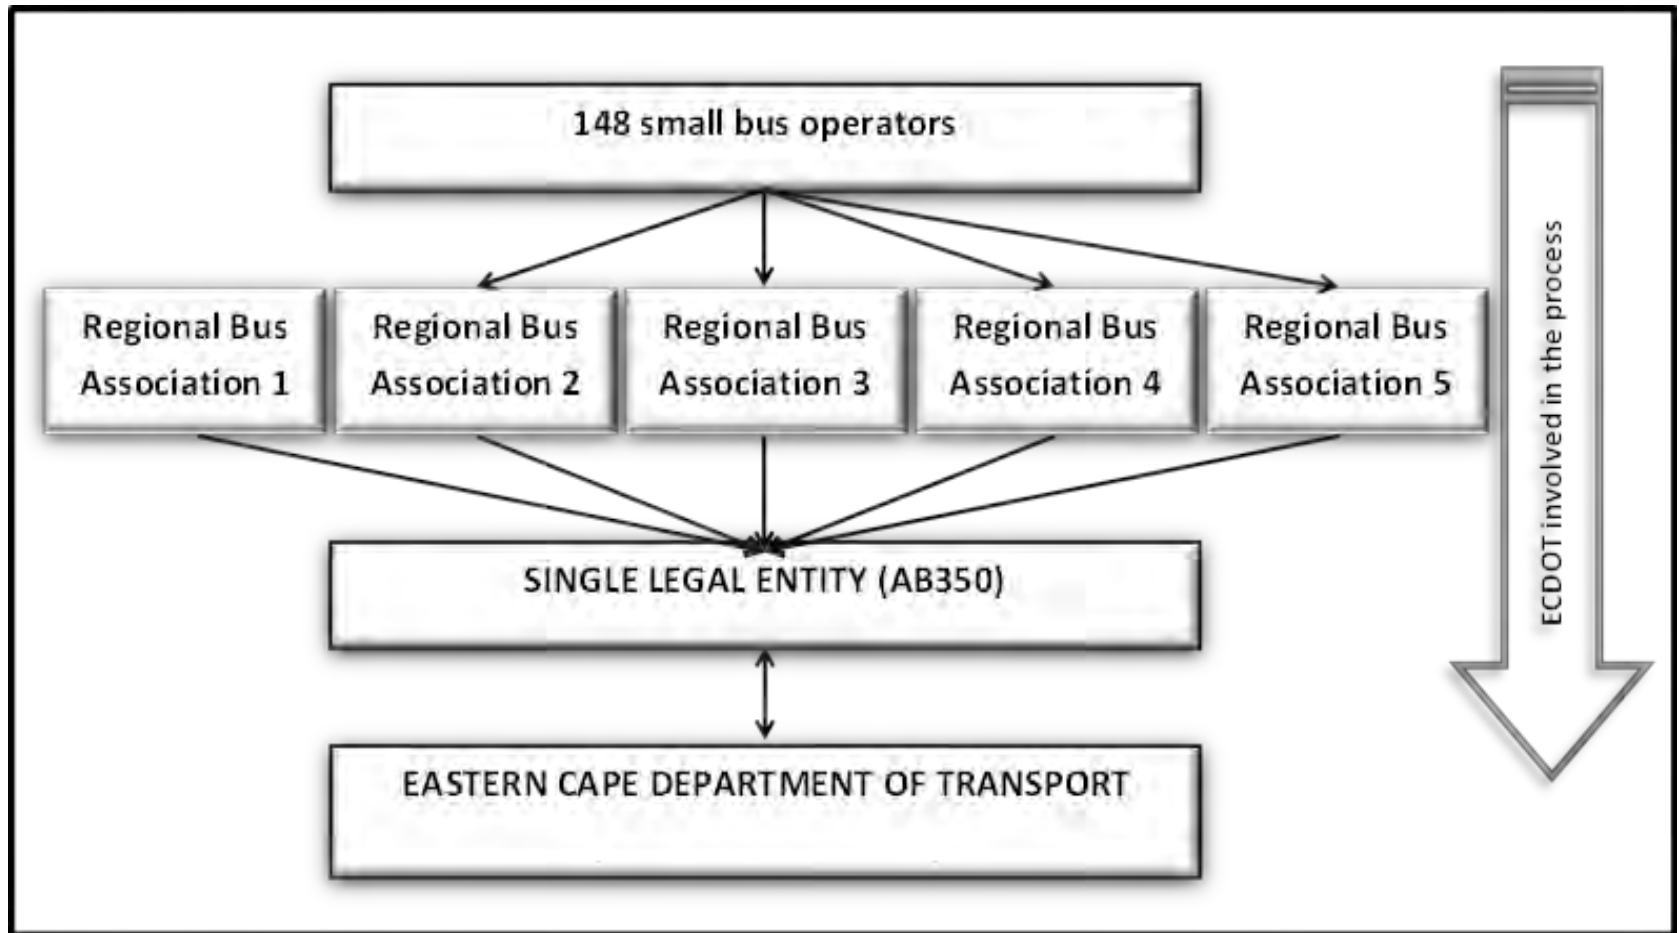 148 small bus operators
Regional Bus
Association 1
Regional Bus
Association 2
Regional Bus
Association 3
Regional Bus
Association 4
Regional Bus
Association 5
SINGLE LEGAL ENTITY (AB350)
EASTERN CAPE DEPARTMENT OF TRANSPORT
ECDOT involved in the process